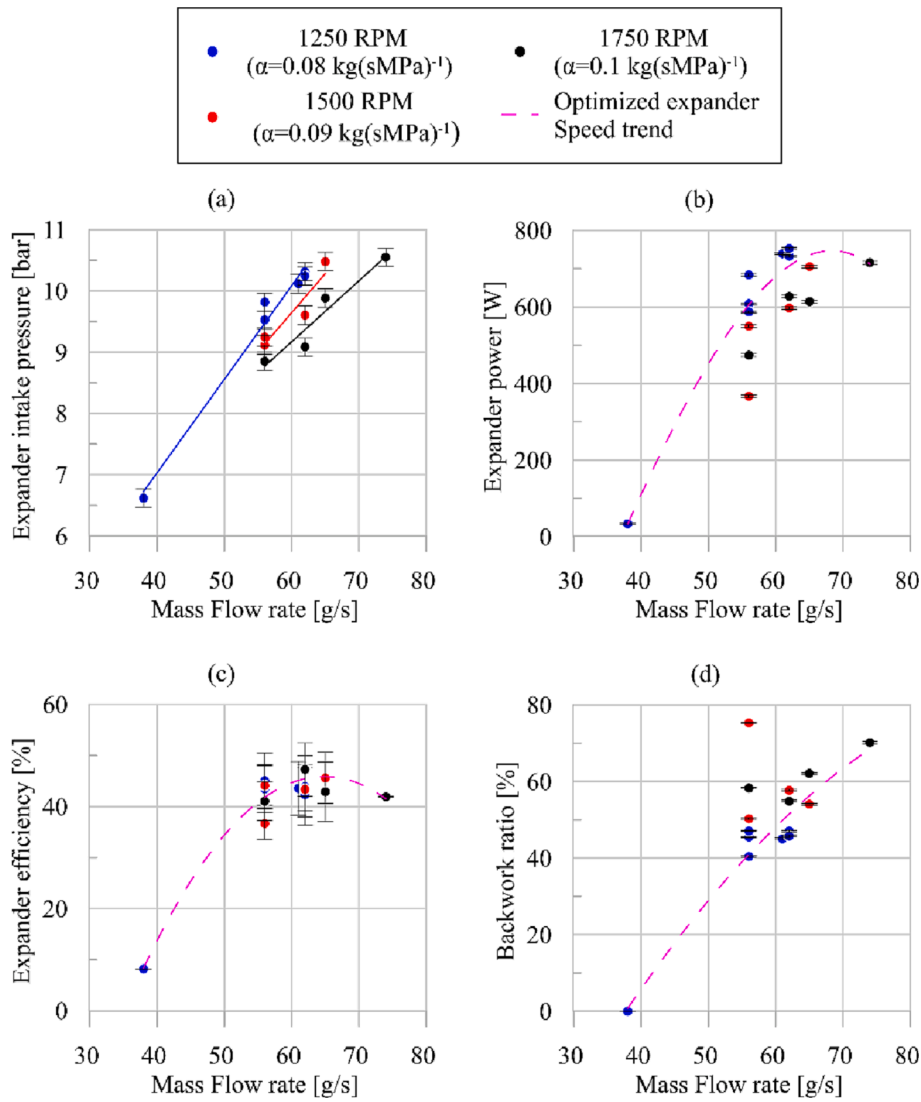 1250 RPM
(α=0.08 kg(sMPa)⁻¹)
1500 RPM
(α=0.09 kg(sMPa)⁻¹)
1750 RPM
(α=0.1 kg(sMPa)⁻¹)
Optimized expander
Speed trend
(a)
Expander intake pressure [bar]
11
10
9
8
7
6
30 40 50 60 70 80
Mass Flow rate [g/s]
(b)
Expander power [W]
800
600
400
200
0
30 40 50 60 70 80
Mass Flow rate [g/s]
(c)
Expander efficiency [%]
60
40
20
0
30 40 50 60 70 80
Mass Flow rate [g/s]
(d)
Backwork ratio [%]
80
60
40
20
0
30 40 50 60 70 80
Mass Flow rate [g/s]